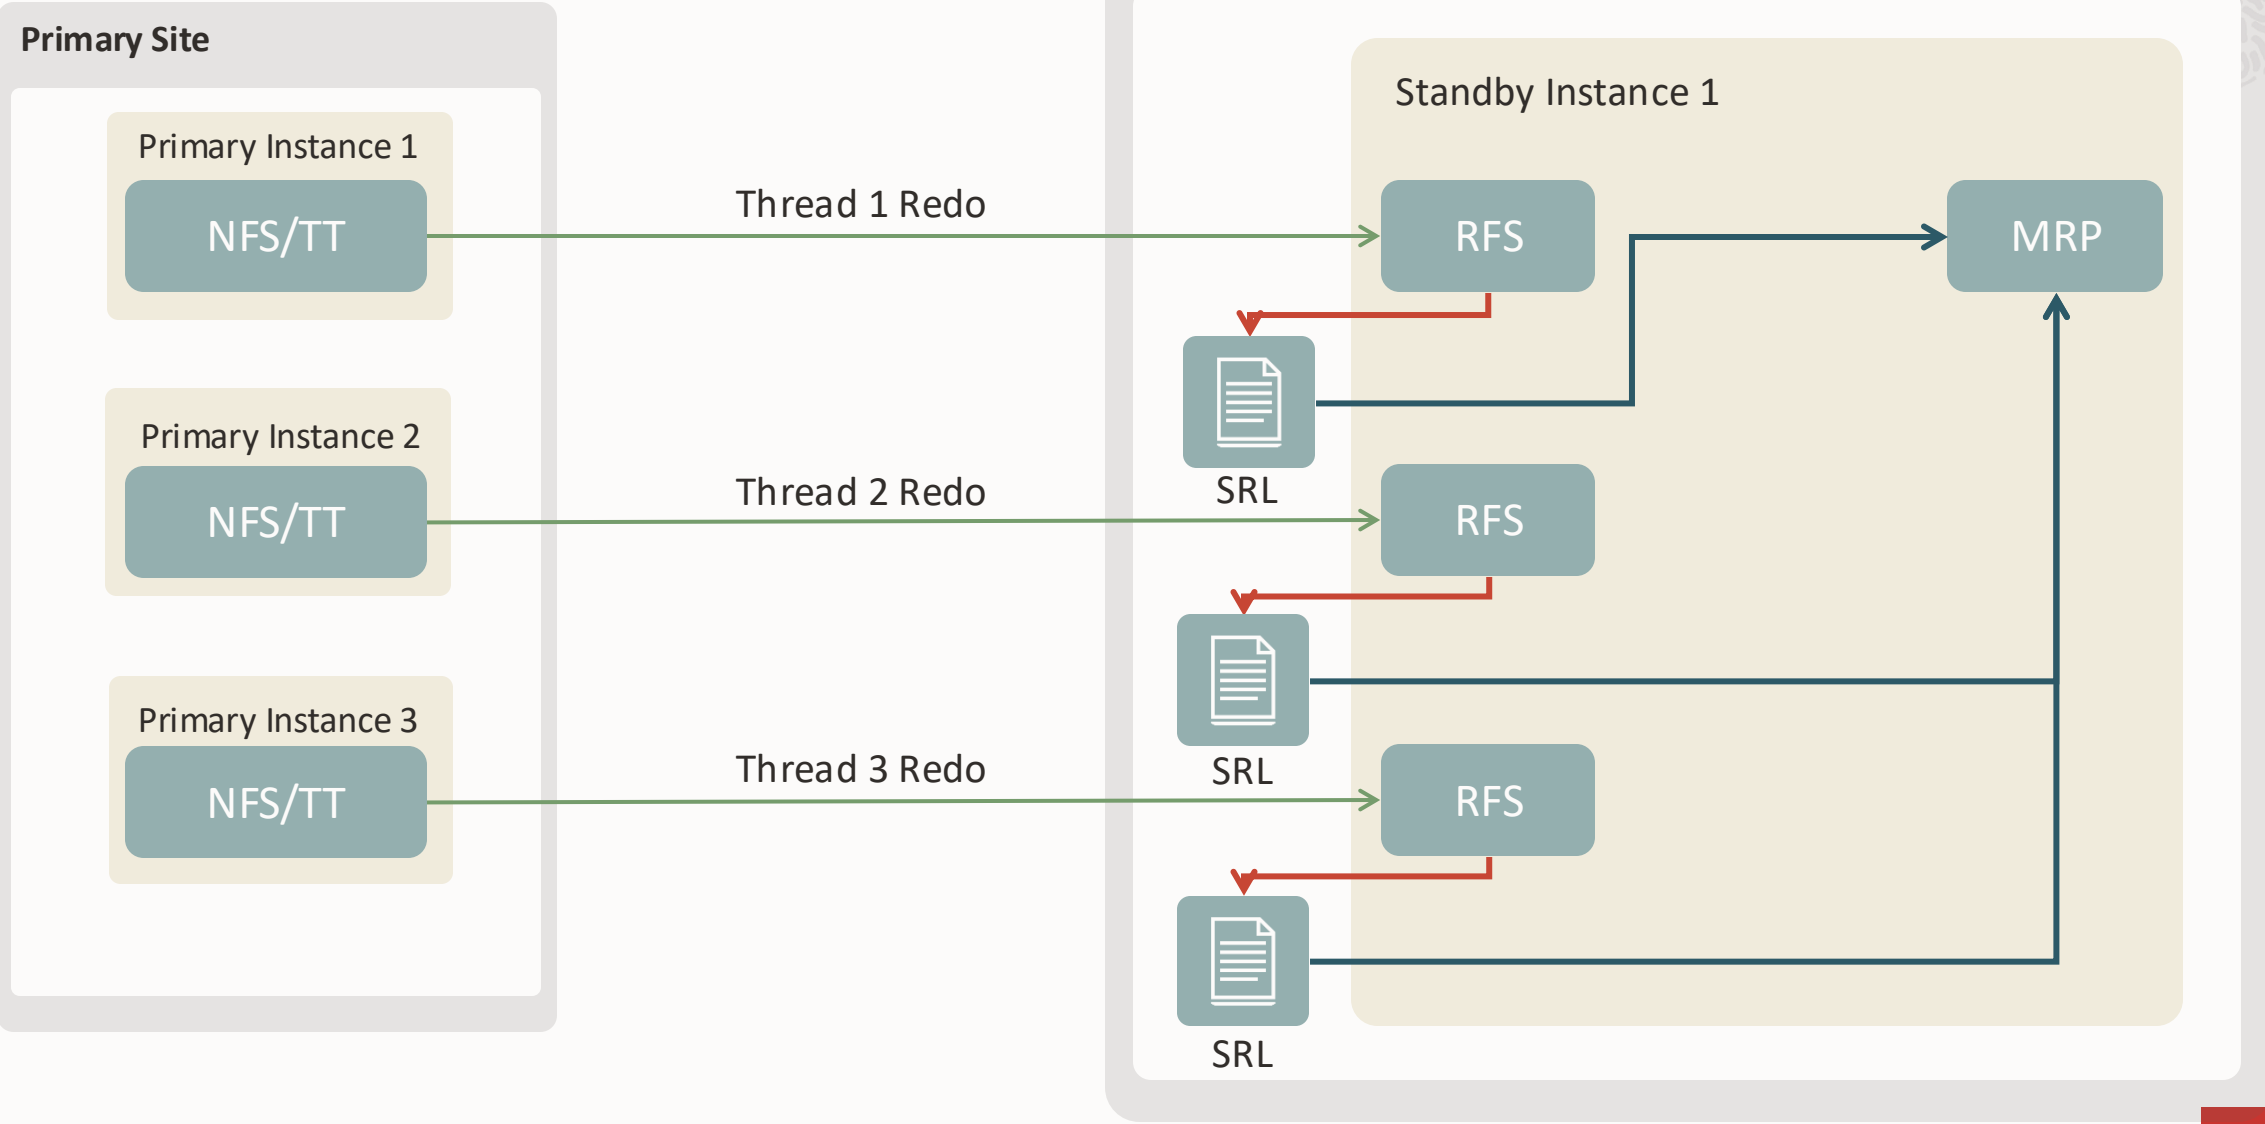 Primary Site
Primary Instance 1
NFS/TT
Primary Instance 2
NFS/TT
Primary Instance 3
NFS/TT
Thread 1 Redo
Thread 2 Redo
Thread 3 Redo
Standby Instance 1
RFS
MRP
SRL
RFS
SRL
RFS
SRL